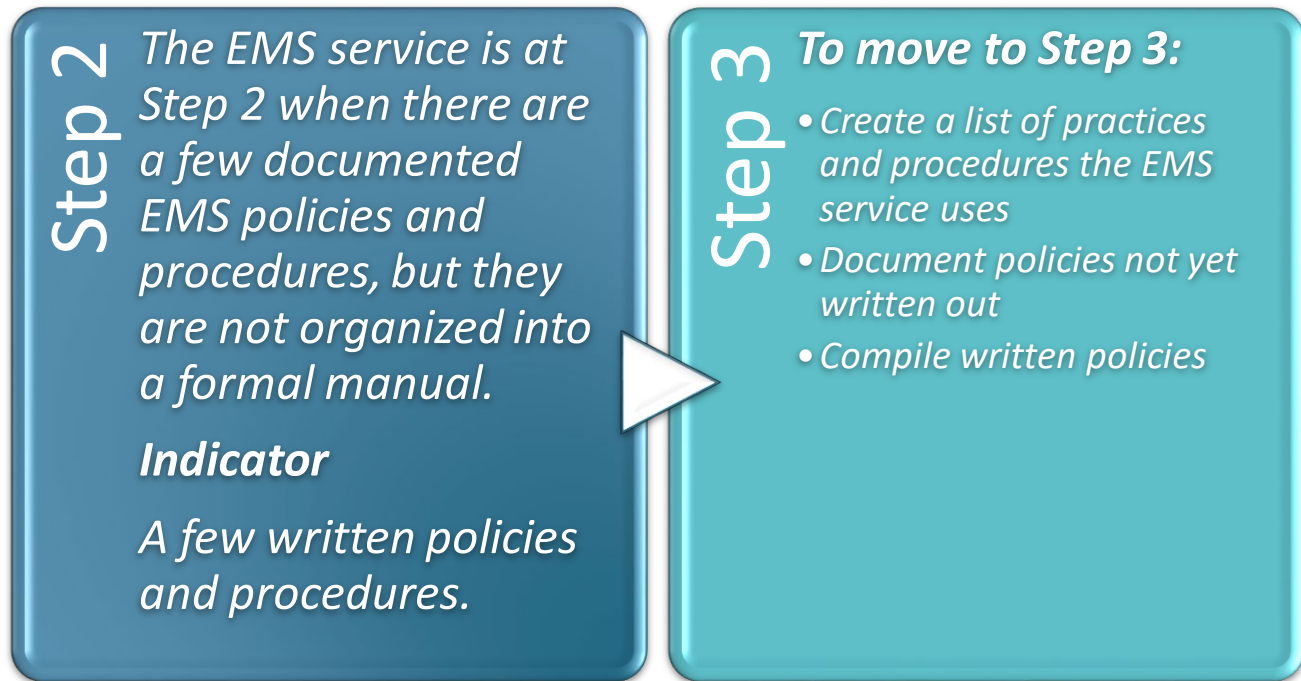 Step 2
The EMS service is at
Step 2 when there are
a few documented
EMS policies and
procedures, but they
are not organized into
a formal manual.
Indicator
A few written policies
and procedures.
Step 3
To move to Step 3:
• Create a list of practices
and procedures the EMS
service uses
• Document policies not yet
written out
• Compile written policies